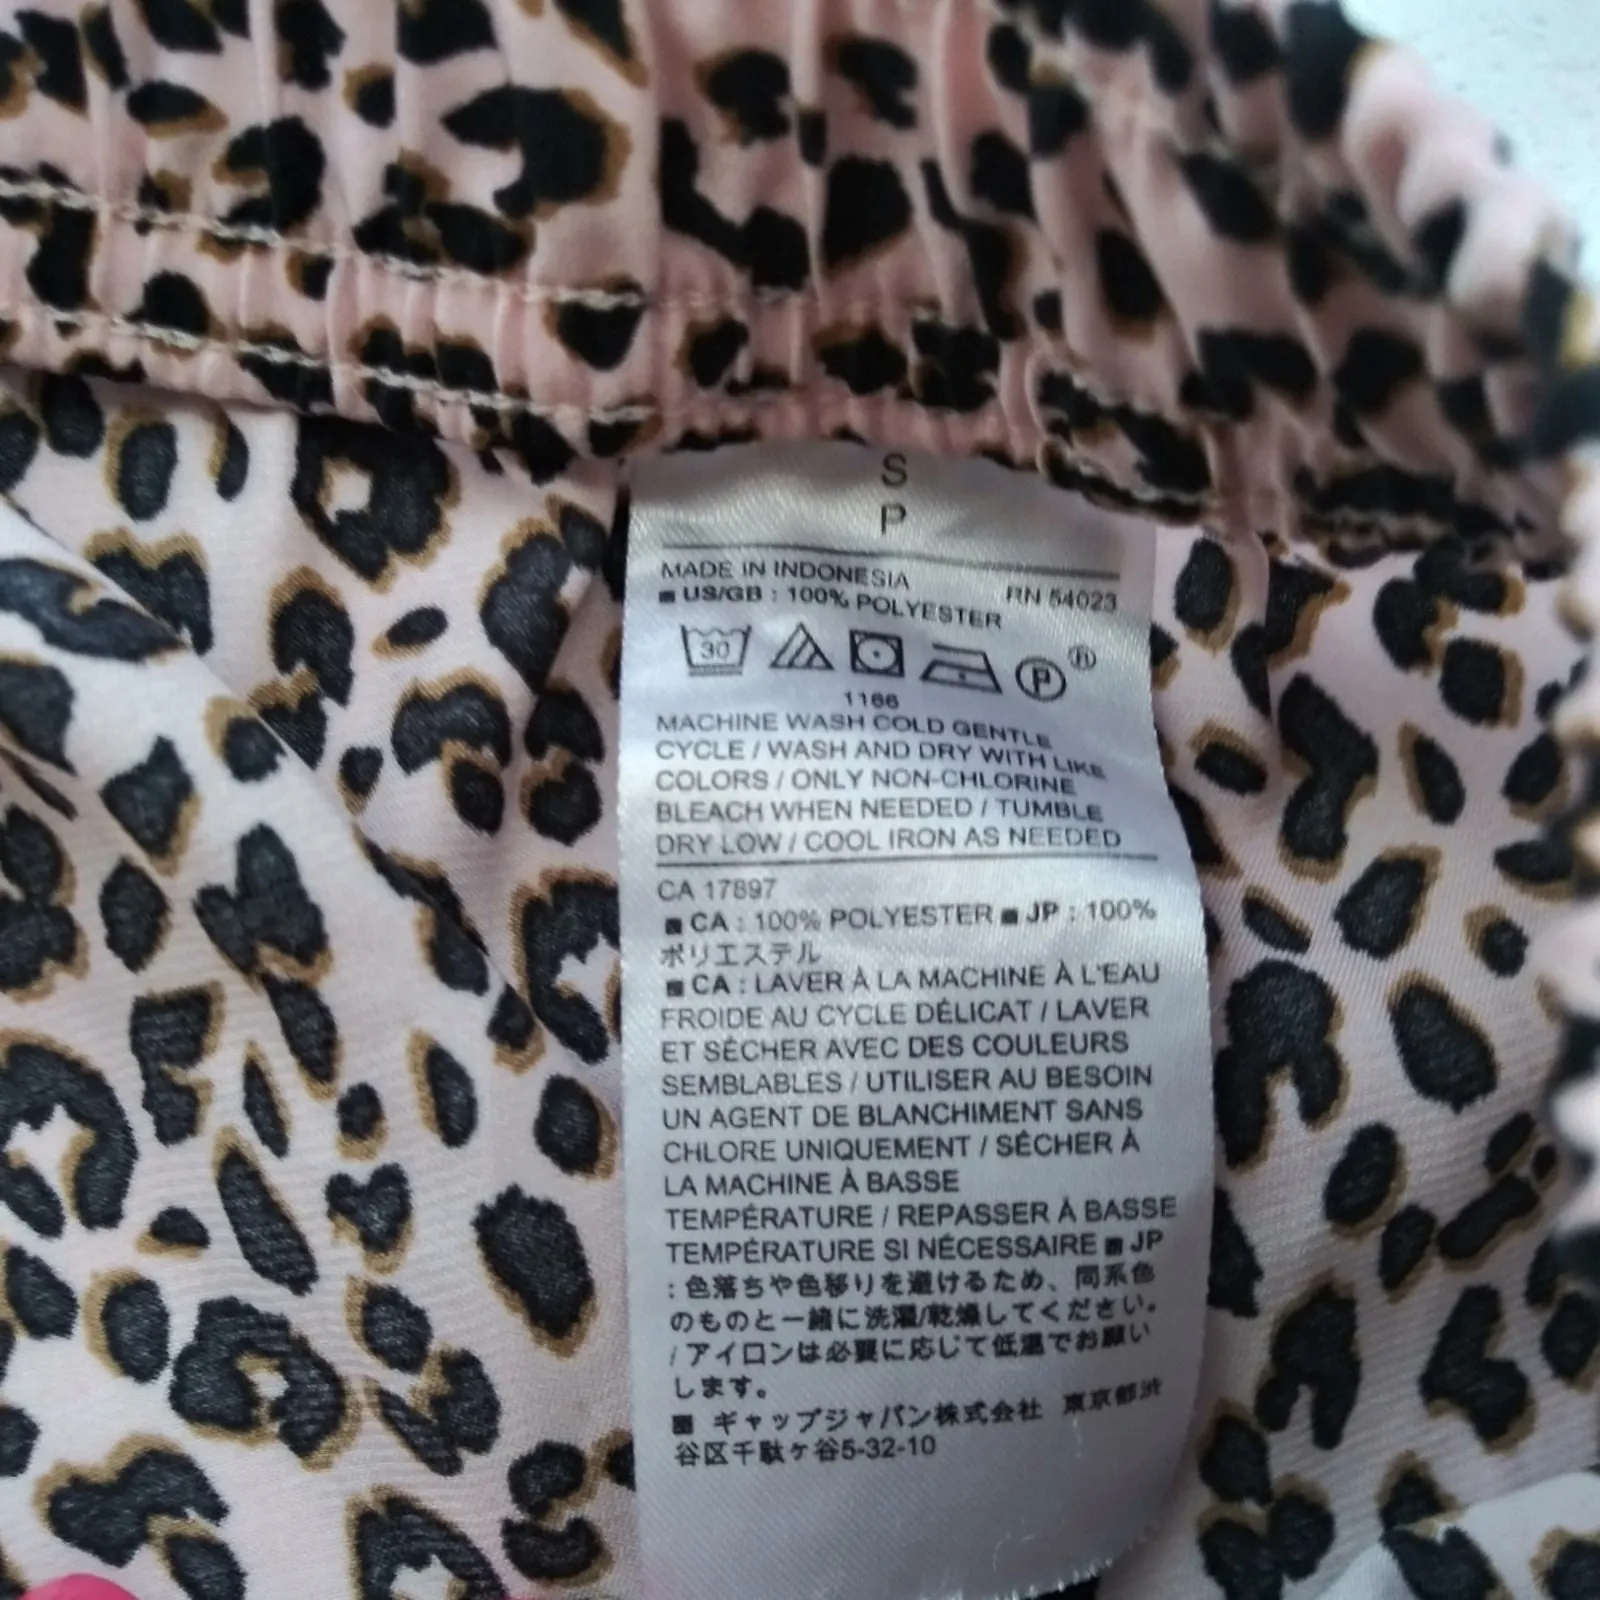 S
P
MADE IN INDONESIA RN 54023
■ US/GB : 100% POLYESTER
30 P ®
1166
MACHINE WASH COLD GENTLE
CYCLE / WASH AND DRY WITH LIKE
COLORS / ONLY NON-CHLORINE
BLEACH WHEN NEEDED / TUMBLE
DRY LOW / COOL IRON AS NEEDED
CA 17897
■ CA : 100% POLYESTER ■ JP : 100%
ポリエステル
■ CA : LAVER À LA MACHINE À L'EAU
FROIDE AU CYCLE DÉLICAT / LAVER
ET SÉCHER AVEC DES COULEURS
SEMBLABLES / UTILISER AU BESOIN
UN AGENT DE BLANCHIMENT SANS
CHLORE UNIQUEMENT / SÉCHER À
LA MACHINE À BASSE
TEMPÉRATURE / REPASSER À BASSE
TEMPÉRATURE SI NÉCESSAIRE ■ JP
: 色落ちや色移りを避けるため、同系色
のものと一緒に洗濯/乾燥してください。
/ アイロンは必要に応じて低温でお願い
します。
■ ギャップジャパン株式会社 東京都渋
谷区千駄ヶ谷5-32-10